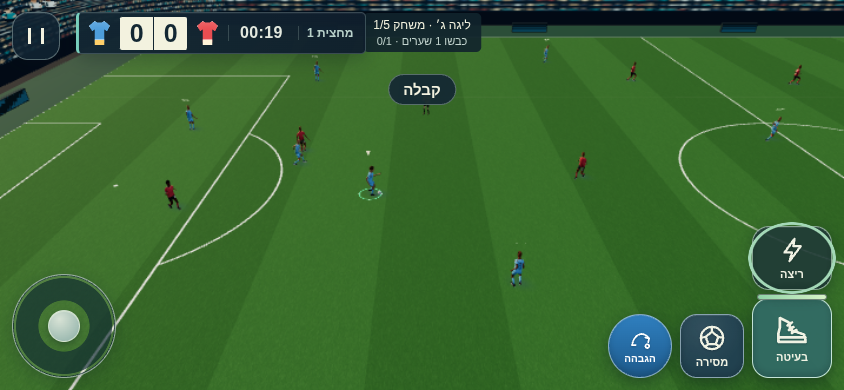 0 0
00:19
מחצית 1
ליגה ג׳ · משחק 1/5
כבשו 1 שערים · 0/1
קבלה
ריצה
בעיטה
מסירה
הגבהה